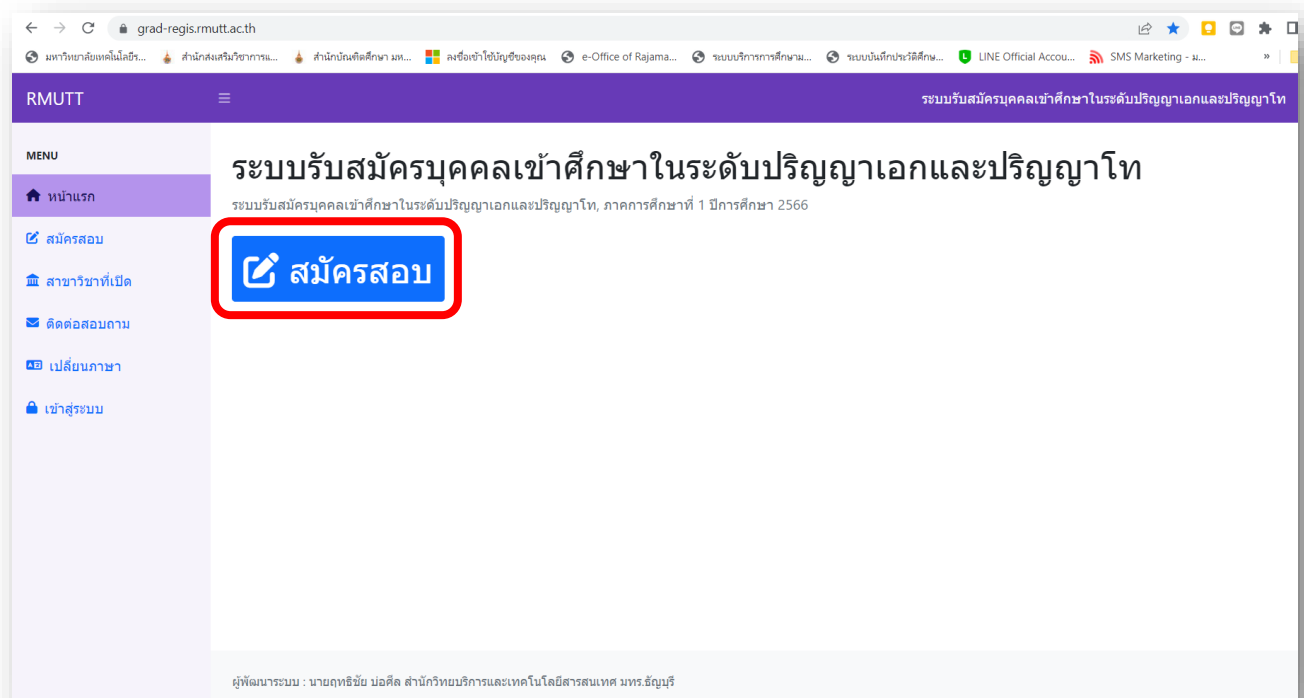 grad-regis.rmutt.ac.th
มหาวิทยาลัยเทคโนโลยีร... สำนักส่งเสริมวิชาการแ... สำนักบัณฑิตศึกษา มห... ลงชื่อเข้าใช้บัญชีของคุณ e-Office of Rajama... ระบบบริการการศึกษาม... ระบบบันทึกประวัติศึกษ... LINE Official Accou... SMS Marketing - ม... »
RMUTT ระบบรับสมัครบุคคลเข้าศึกษาในระดับปริญญาเอกและปริญญาโท
MENU
หน้าแรก
สมัครสอบ
สาขาวิชาที่เปิด
ติดต่อสอบถาม
เปลี่ยนภาษา
เข้าสู่ระบบ
ระบบรับสมัครบุคคลเข้าศึกษาในระดับปริญญาเอกและปริญญาโท
ระบบรับสมัครบุคคลเข้าศึกษาในระดับปริญญาเอกและปริญญาโท, ภาคการศึกษาที่ 1 ปีการศึกษา 2566
สมัครสอบ
ผู้พัฒนาระบบ : นายฤทธิชัย บ่อศีล สำนักวิทยบริการและเทคโนโลยีสารสนเทศ มทร.ธัญบุรี